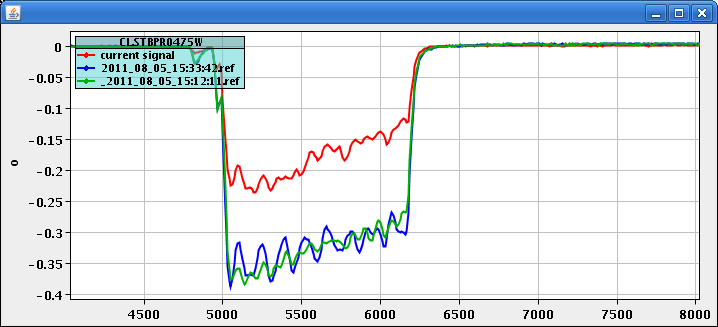 CLSTBPR0475W
current signal
2011_08_05_15:33:42.ref
_2011_08_05_15:12:11.ref
0
-0.05
-0.1
-0.15
-0.2
-0.25
-0.3
-0.35
-0.4
0
4500 5000 5500 6000 6500 7000 7500 8000